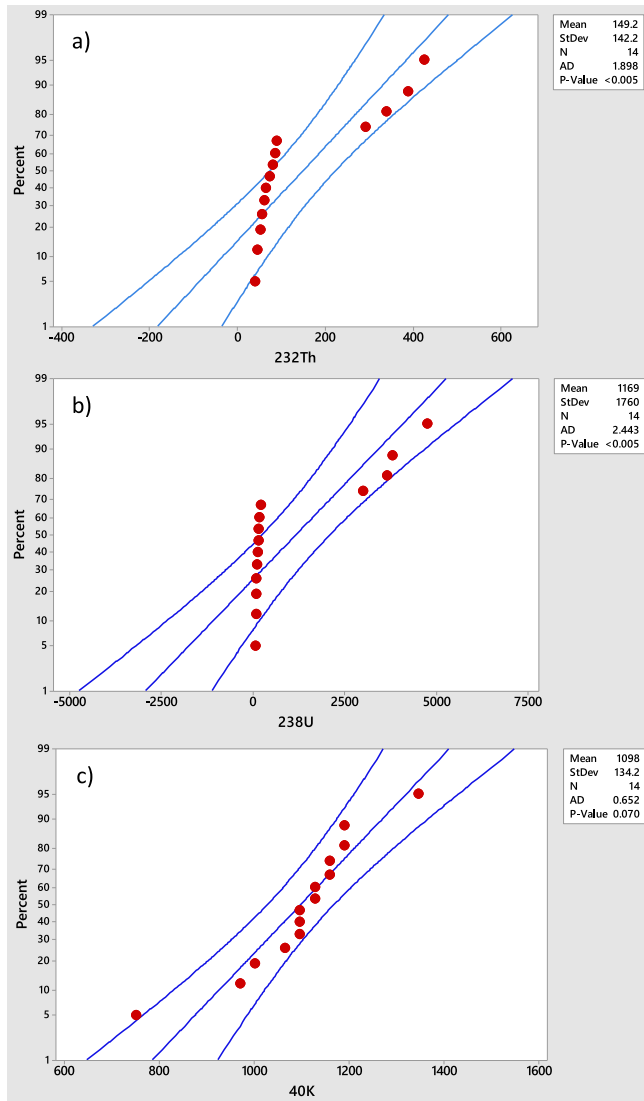 a)
Mean 149.2
StDev 142.2
N 14
AD 1.898
P-Value <0.005
Percent
99
95
90
80
70
60
50
40
30
20
10
5
1
-400 -200 0 200 400 600
232Th
b)
Mean 1169
StDev 1760
N 14
AD 2.443
P-Value <0.005
Percent
99
95
90
80
70
60
50
40
30
20
10
5
1
-5000 -2500 0 2500 5000 7500
238U
c)
Mean 1098
StDev 134.2
N 14
AD 0.652
P-Value 0.070
Percent
99
95
90
80
70
60
50
40
30
20
10
5
1
600 800 1000 1200 1400 1600
40K